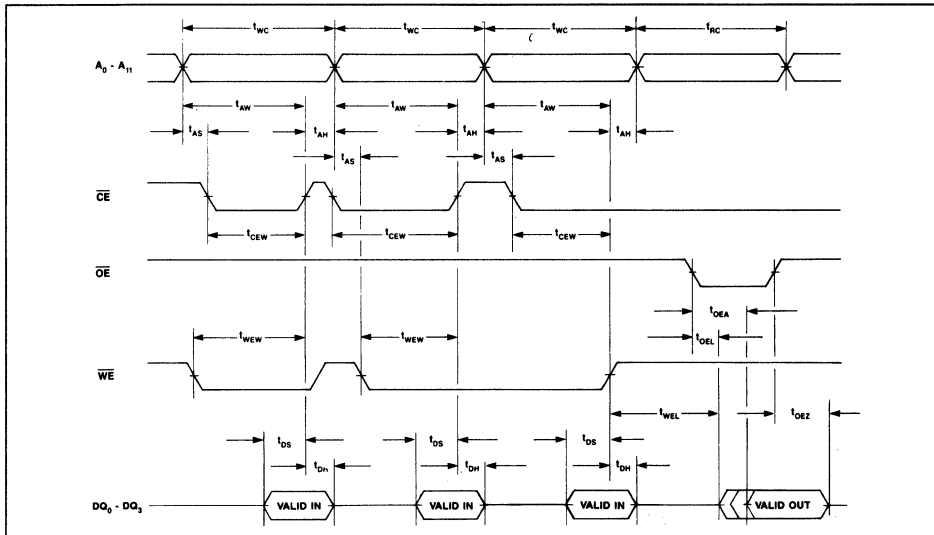 tWC tWC tWC tRC
A0 - A11
tAW tAW tAW
tAS tAH tAH tAH
tAS tAS
CE
tCEW tCEW tCEW
OE
tOEA
tWEW tWEW tOEL
WE
tWEL tOEZ
tDS tDS tDS
tDH tDH tDH
DQ0 - DQ3 VALID IN VALID IN VALID IN VALID OUT